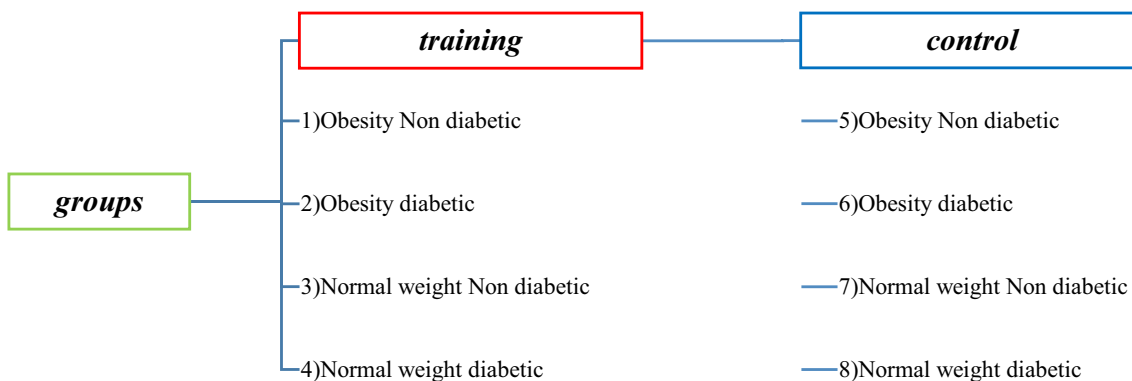 training
control
1)Obesity Non diabetic
5)Obesity Non diabetic
groups
2)Obesity diabetic
6)Obesity diabetic
3)Normal weight Non diabetic
7)Normal weight Non diabetic
4)Normal weight diabetic
8)Normal weight diabetic